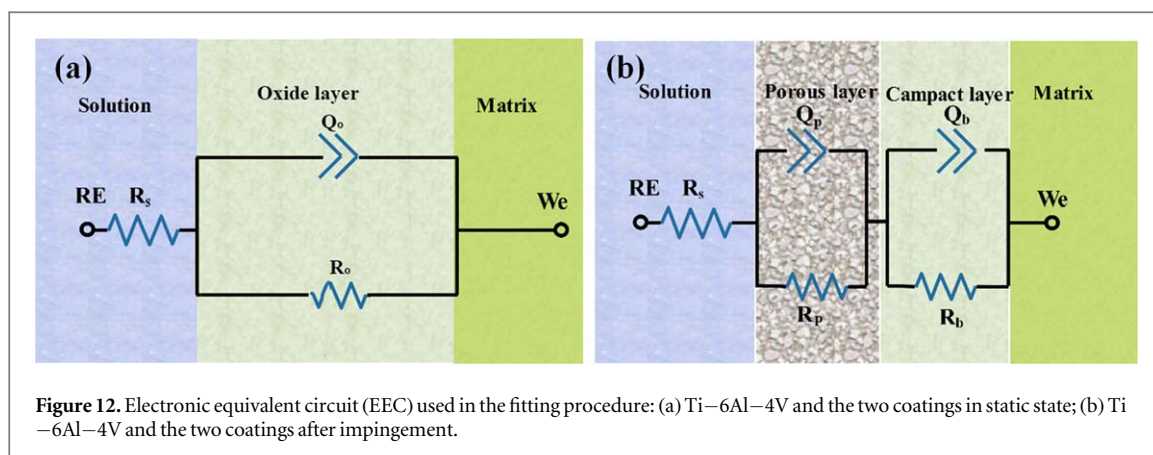 (a)
Solution
Oxide layer
Matrix
Qo
RE
Rs
We
Ro
(b)
Solution
Porous layer
Campact layer
Matrix
Qp
Qb
RE
Rs
We
Rp
Rb
Figure 12. Electronic equivalent circuit (EEC) used in the fitting procedure: (a) Ti−6Al−4V and the two coatings in static state; (b) Ti
−6Al−4V and the two coatings after impingement.